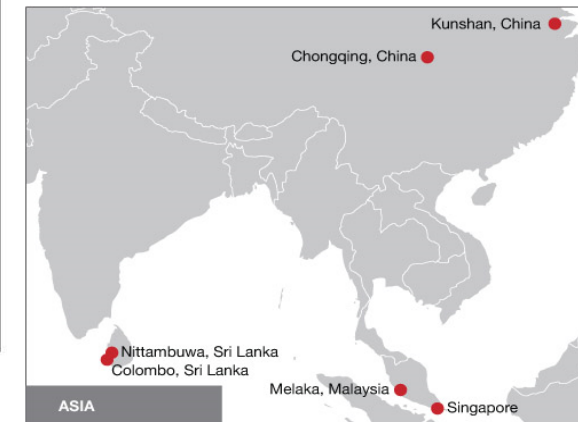 Kunshan, China
Chongqing, China
Nittambuwa, Sri Lanka
Colombo, Sri Lanka
Melaka, Malaysia
Singapore
ASIA